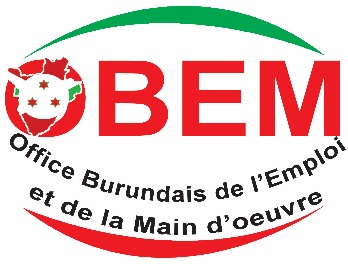 OBEM
Office Burundais de l'Emploi
et de la Main d'oeuvre